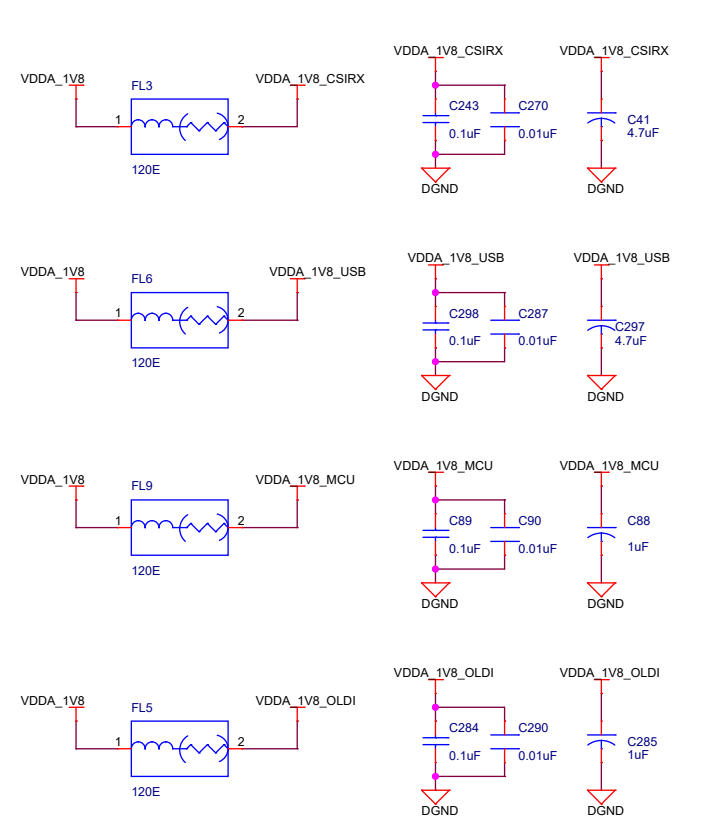 VDDA_1V8_CSIRX VDDA_1V8_CSIRX
VDDA_1V8 FL3 VDDA_1V8_CSIRX
C243 C270 C41
1 2
0.1uF 0.01uF 4.7uF
120E
DGND DGND
VDDA_1V8_USB VDDA_1V8_USB
VDDA_1V8 FL6 VDDA_1V8_USB
C298 C287 C297
1 2
0.1uF 0.01uF 4.7uF
120E
DGND DGND
VDDA_1V8_MCU VDDA_1V8_MCU
VDDA_1V8 FL9 VDDA_1V8_MCU
1 2 C89 C90 C88
0.1uF 0.01uF 1uF
120E
DGND DGND
VDDA_1V8_OLDI VDDA_1V8_OLDI
VDDA_1V8 FL5 VDDA_1V8_OLDI
C284 C290
1 2 C285
0.1uF 0.01uF 1uF
120E
DGND DGND